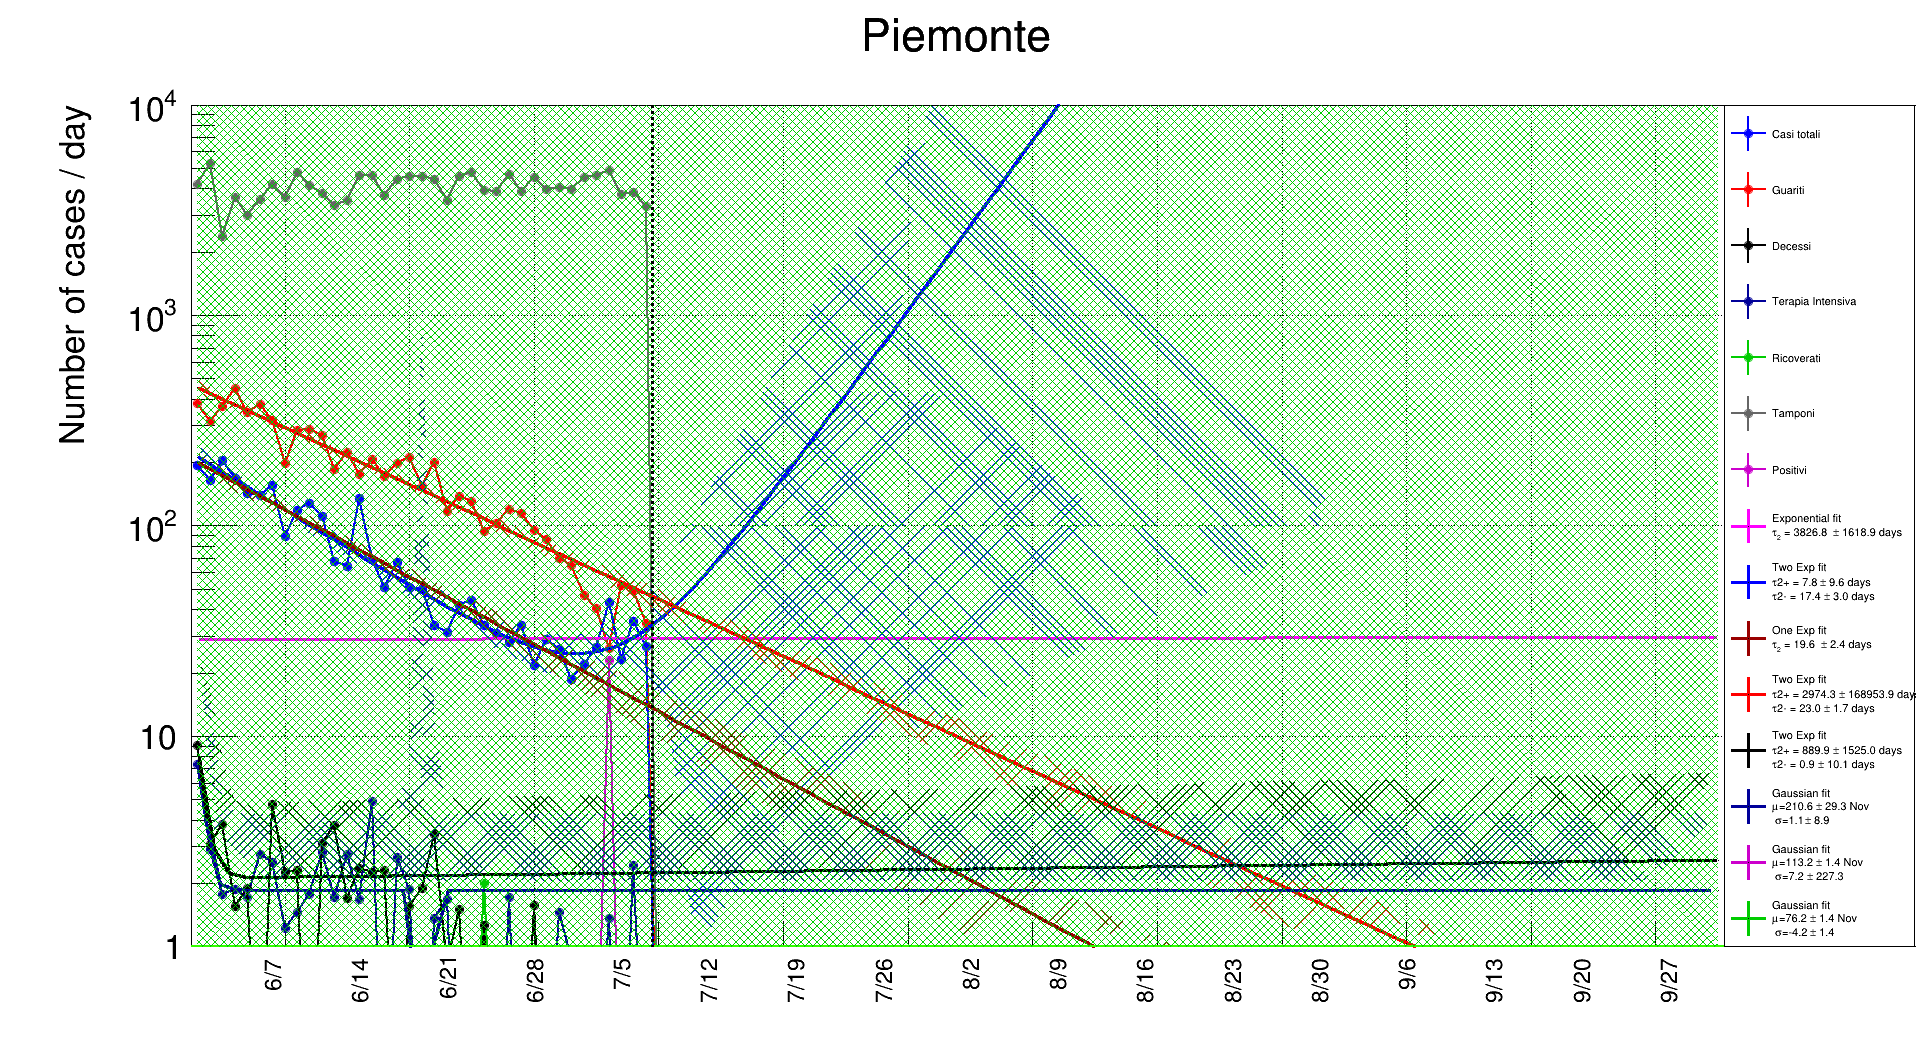 Piemonte
Number of cases / day
10⁴
10³
10²
10
1
6/7
6/14
6/21
6/28
7/5
7/12
7/19
7/26
8/2
8/9
8/16
8/23
8/30
9/6
9/13
9/20
9/27
Casi totali
Guariti
Decessi
Terapia Intensiva
Ricoverati
Tamponi
Positivi
Exponential fit
τ₂ = 3826.8 ± 1618.9 days
Two Exp fit
τ2+ = 7.8 ± 9.6 days
τ2- = 17.4 ± 3.0 days
One Exp fit
τ₂ = 19.6 ± 2.4 days
Two Exp fit
τ2+ = 2974.3 ± 168953.9 day
τ2- = 23.0 ± 1.7 days
Two Exp fit
τ2+ = 889.9 ± 1525.0 days
τ2- = 0.9 ± 10.1 days
Gaussian fit
μ=210.6 ± 29.3 Nov
σ=1.1 ± 8.9
Gaussian fit
μ=113.2 ± 1.4 Nov
σ=7.2 ± 227.3
Gaussian fit
μ=76.2 ± 1.4 Nov
σ=-4.2 ± 1.4